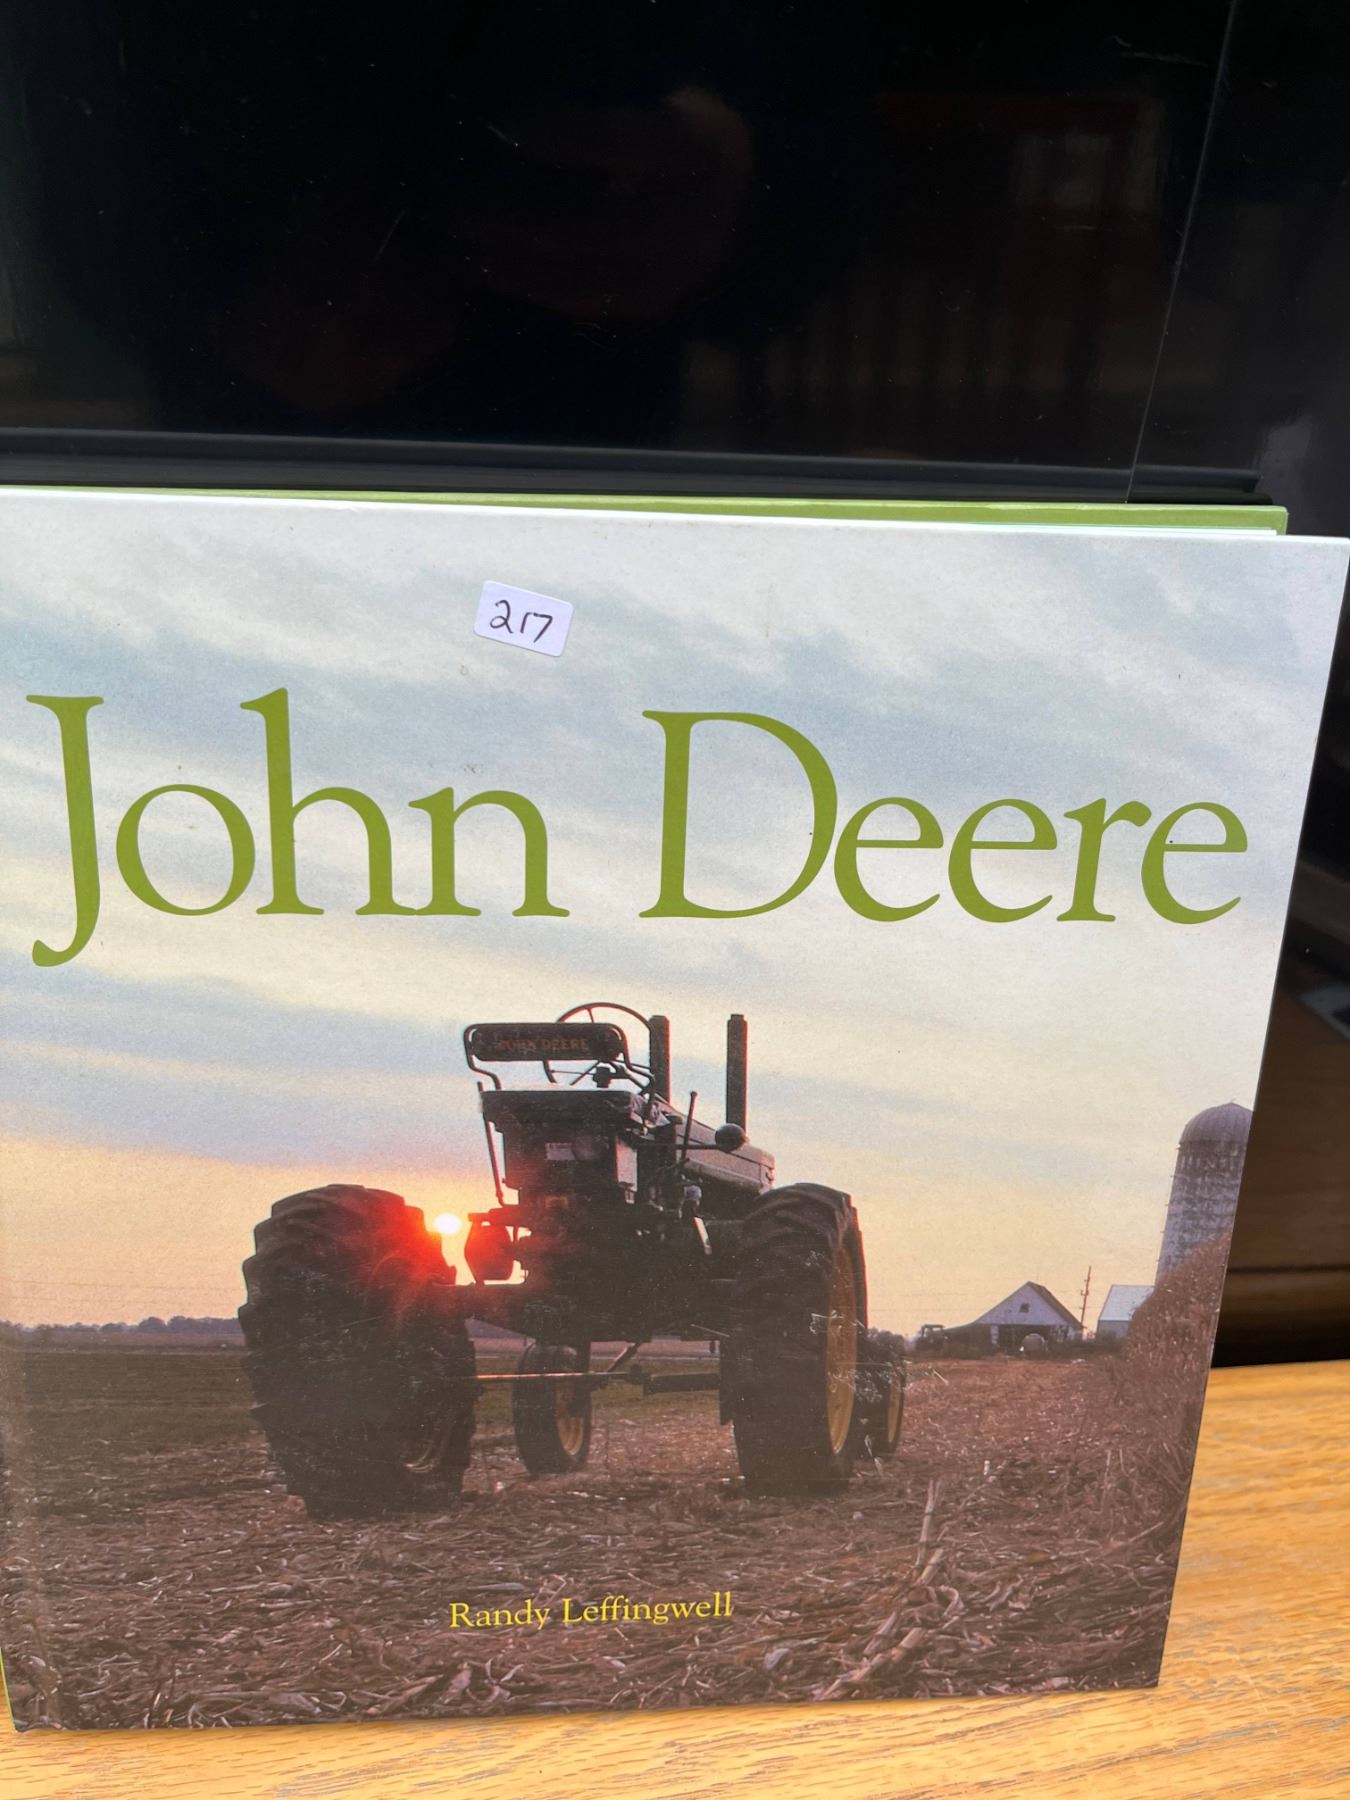 217
John Deere
JOHN DEERE
Randy Leffingwell